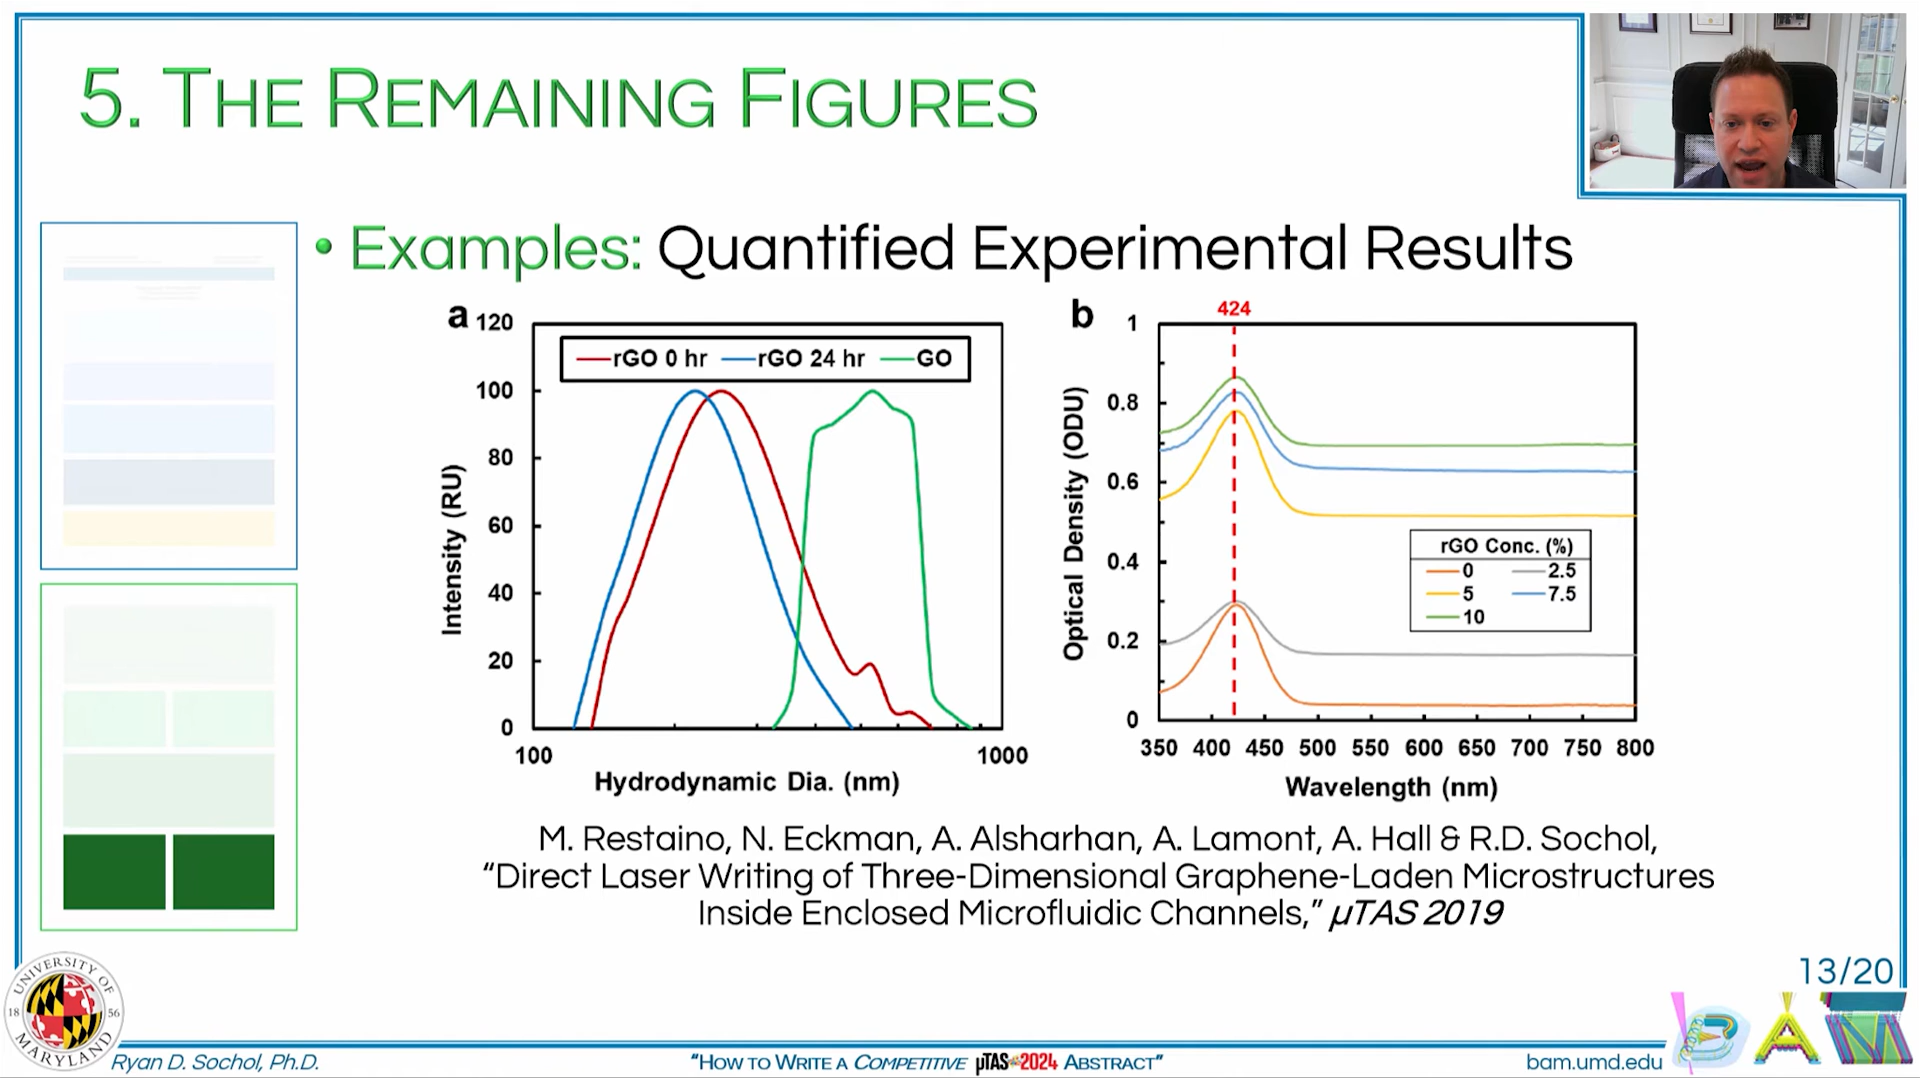 5. THE REMAINING FIGURES
• Examples: Quantified Experimental Results
a
120
100
80
60
40
20
0
Intensity (RU)
rGO 0 hr rGO 24 hr GO
100 1000
Hydrodynamic Dia. (nm)
b
424
1
0.8
0.6
0.4
0.2
0
Optical Density (ODU)
rGO Conc. (%)
0 2.5
5 7.5
10
350 400 450 500 550 600 650 700 750 800
Wavelength (nm)
M. Restaino, N. Eckman, A. Alsharhan, A. Lamont, A. Hall & R.D. Sochol,
“Direct Laser Writing of Three-Dimensional Graphene-Laden Microstructures
Inside Enclosed Microfluidic Channels,” µTAS 2019
13/20
UNIVERSITY OF
18 56
MARYLAND
BAM
Ryan D. Sochol, Ph.D.
“HOW TO WRITE A COMPETITIVE µTAS 2024 ABSTRACT”
bam.umd.edu